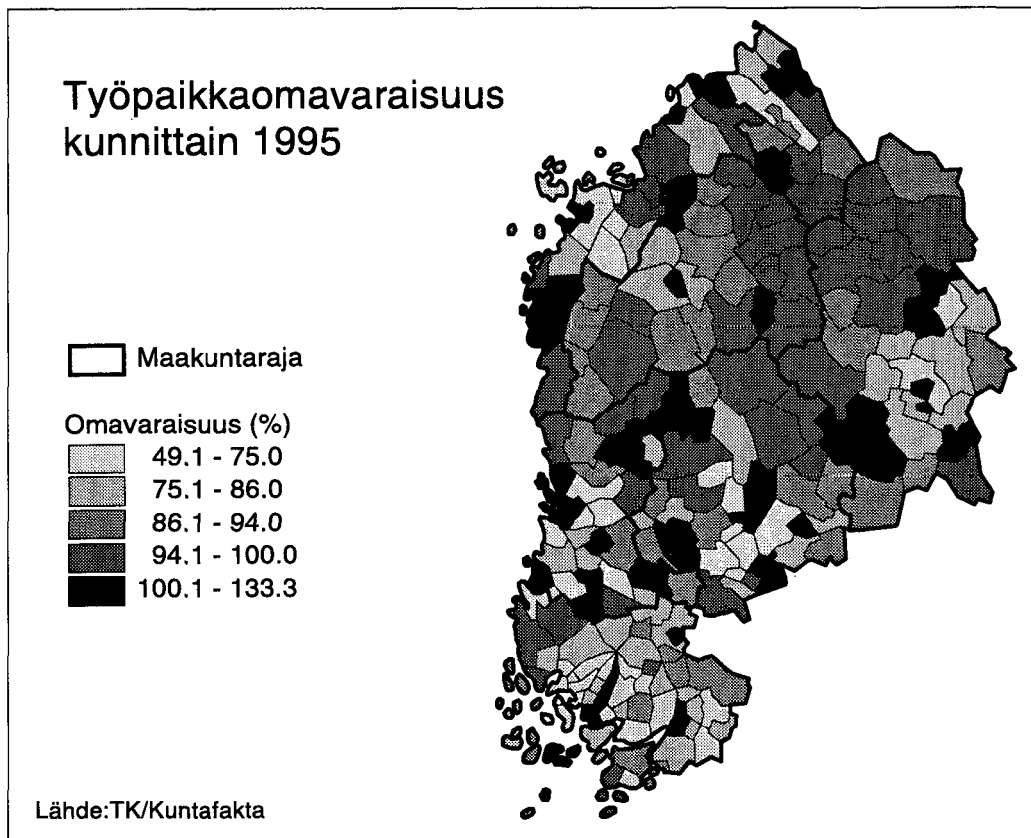 Työpaikkaomavaraisuus
kunnittain 1995
Maakuntaraja
Omavaraisuus (%)
49.1 - 75.0
75.1 - 86.0
86.1 - 94.0
94.1 - 100.0
100.1 - 133.3
Lähde:TK/Kuntafakta